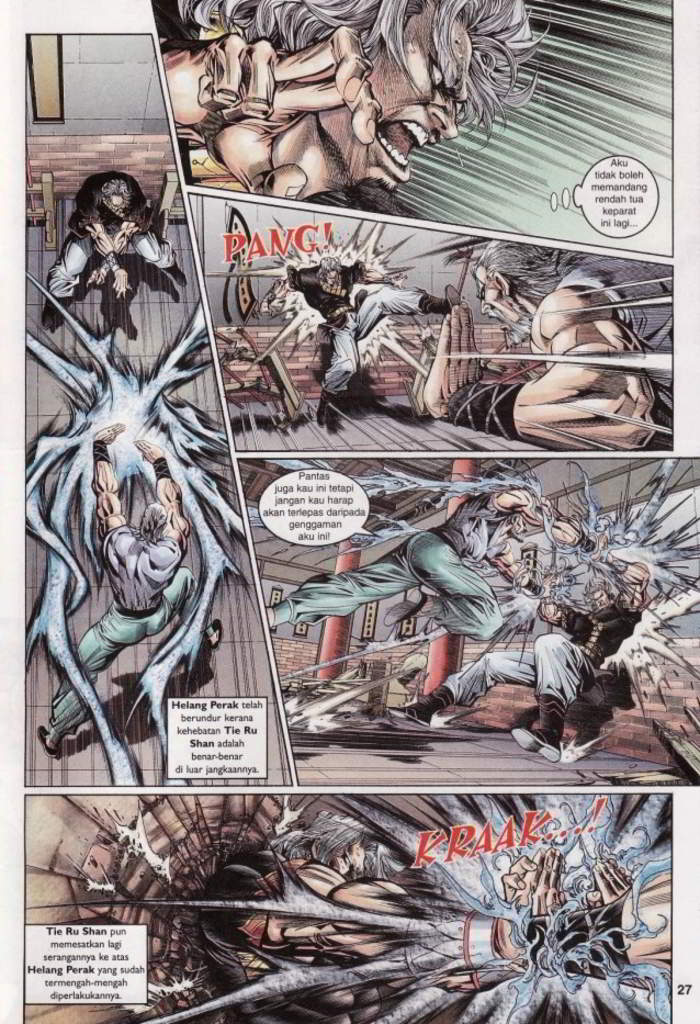 Aku
tidak boleh
memandang
rendah tua
keparat
ini lagi...
PANG!
Pantas
juga kau ini tetapi
jangan kau harap
akan terlepas daripada
genggaman
aku ini!
Helang Perak telah
berundur kerana
kehebatan Tie Ru
Shan adalah
benar-benar
di luar jangkaannya.
KRAAK...!
Tie Ru Shan pun
memesatkan lagi
serangannya ke atas
Helang Perak yang sudah
termengah-mengah
diperlakukannya.
27